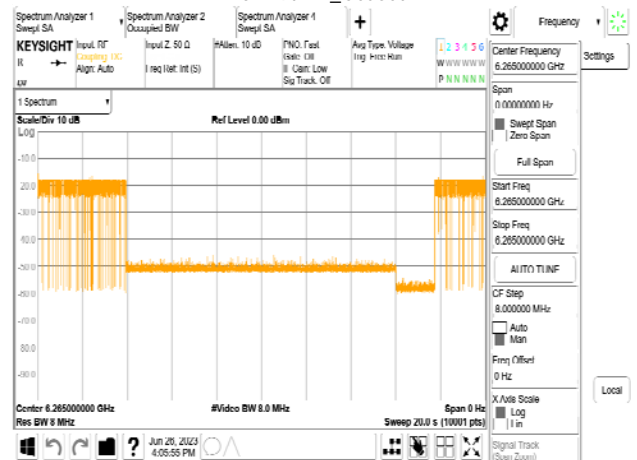 Spectrum Analyzer 1
Swept SA
Spectrum Analyzer 2
Occupied BW
Spectrum Analyzer 4
Swept SA
+
Frequency
KEYSIGHT
R
Input: RF
Coupling: DC
Align: Auto
Input Z: 50 Ω
Freq Ref: Int (S)
#Atten: 10 dB
PNO: Fast
Gate: Off
IF Gain: Low
Sig Track: Off
Avg Type: Voltage
Trig: Free Run
1 2 3 4 5 6
W W W W W W
P N N N N N
1 Spectrum
Scale/Div 10 dB
Ref Level 0.00 dBm
Log
-10.0
-20.0
-30.0
-40.0
-50.0
-60.0
-70.0
-80.0
-90.0
Center 6.265000000 GHz
Res BW 8 MHz
#Video BW 8.0 MHz
Span 0 Hz
Sweep 20.0 s (10001 pts)
Center Frequency
6.265000000 GHz
Settings
Span
0.00000000 Hz
Swept Span
Zero Span
Full Span
Start Freq
6.265000000 GHz
Stop Freq
6.265000000 GHz
AUTO TUNE
CF Step
8.000000 MHz
Auto
Man
Freq Offset
0 Hz
X Axis Scale
Log
Lin
Local
Signal Track
(Span Zoom)
?
Jun 26, 2023
4:05:55 PM